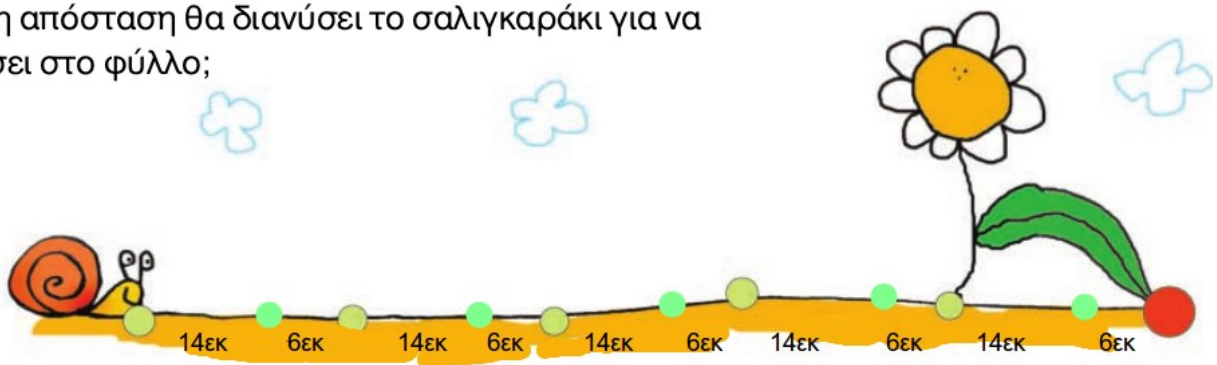 η απόσταση θα διανύσει το σαλιγκαράκι για να
στο φύλλο;
14εκ 6εκ 14εκ 6εκ 14εκ 6εκ 14εκ 6εκ 14εκ 6εκ